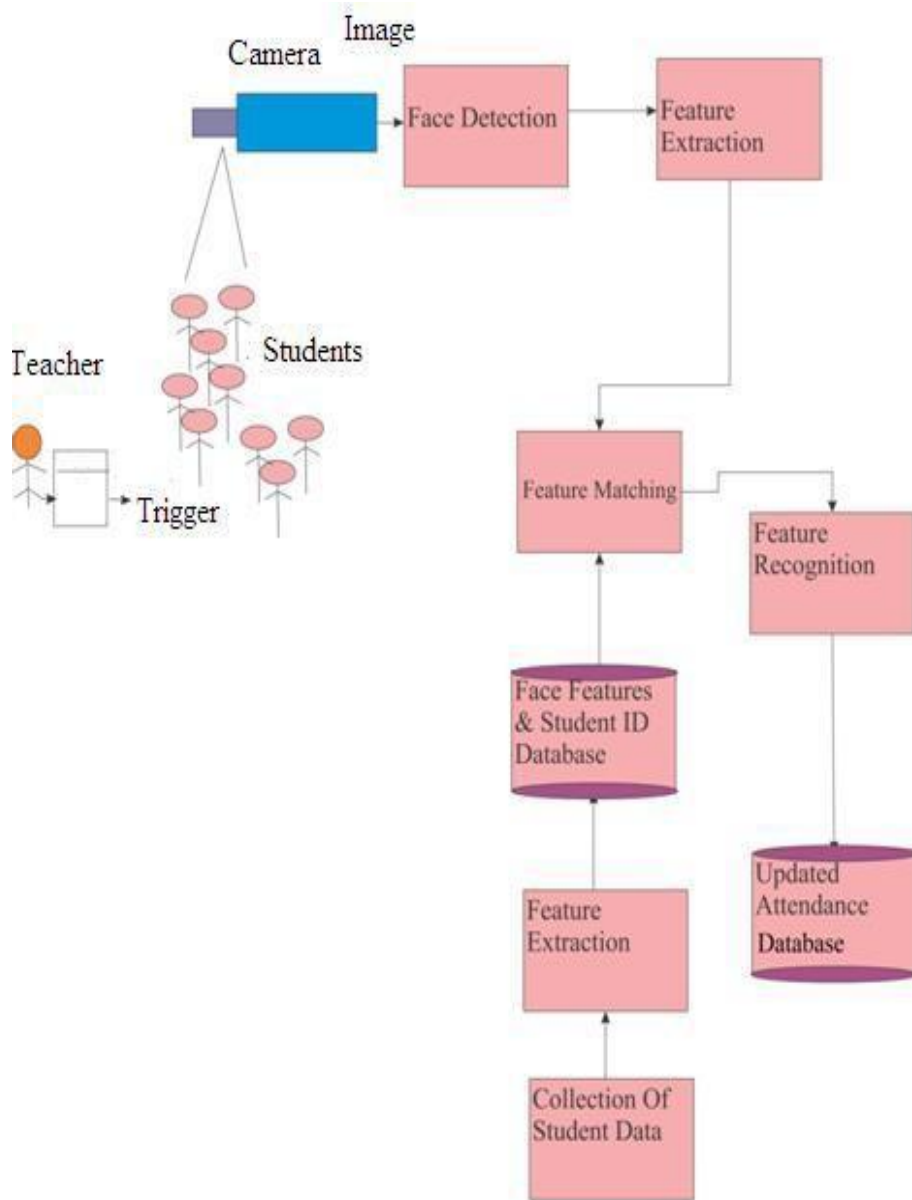 Image
Camera
Face Detection
Feature
Extraction
Students
Teacher
Trigger
Feature Matching
Feature
Recognition
Face Features
& Student ID
Database
Updated
Attendance
Database
Feature
Extraction
Collection Of
Student Data